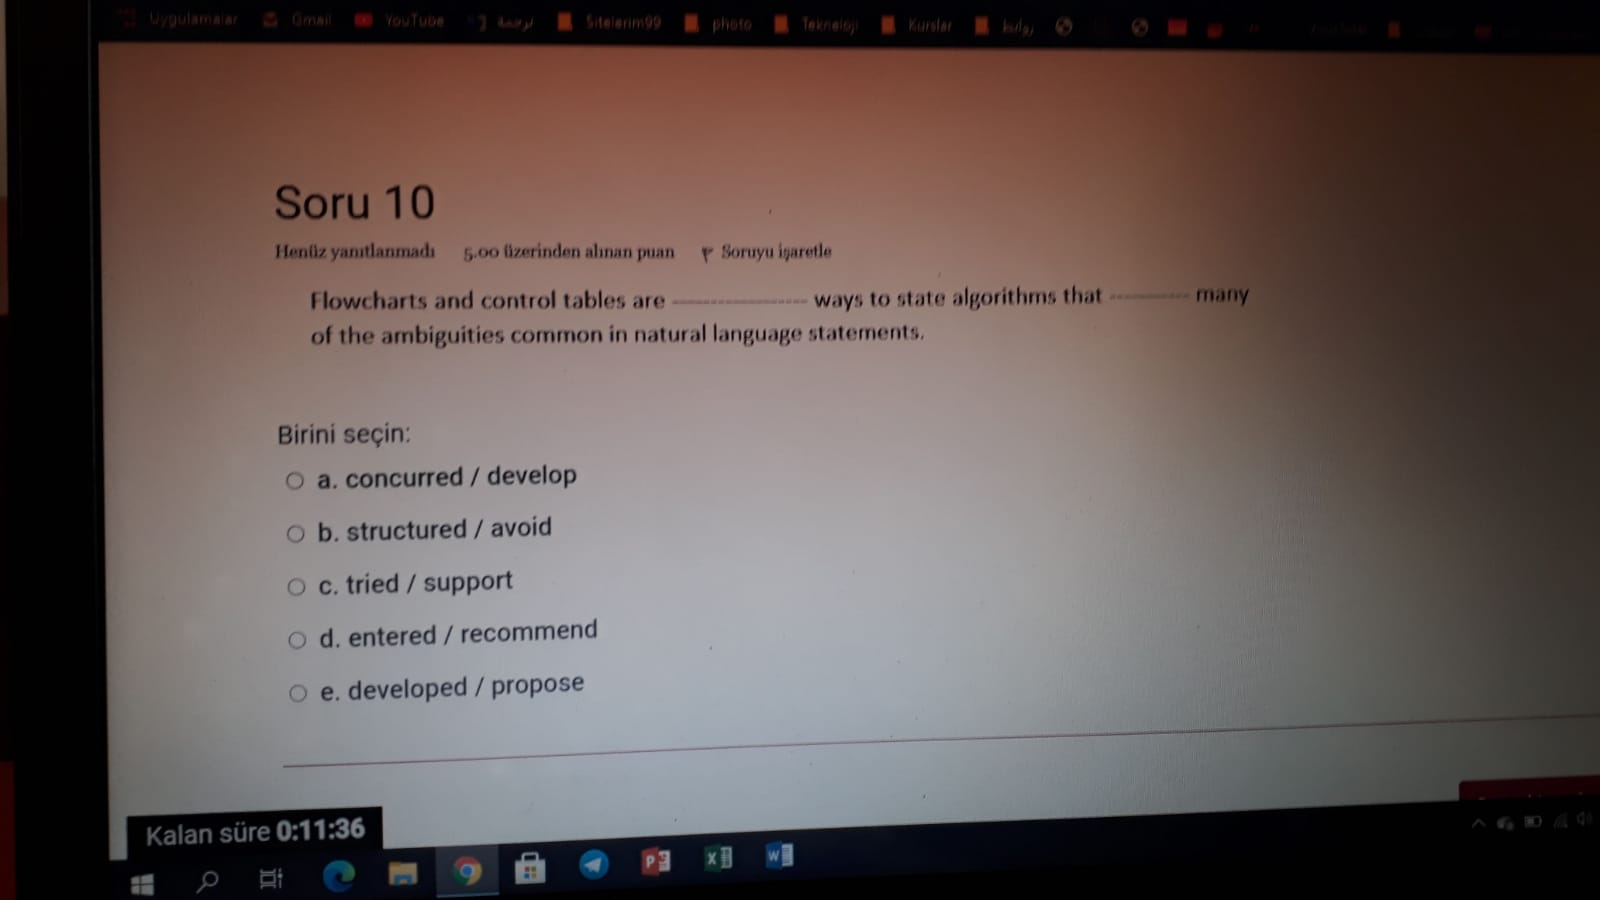 Uygulamalar Gmail YouTube ترجمة Sitelerim99 photo Teknoloji Kurslar روابط
Soru 10
Henüz yanıtlanmadı 5.00 üzerinden alınan puan Soruyu işaretle
Flowcharts and control tables are ------------------- ways to state algorithms that ----------- many
of the ambiguities common in natural language statements.
Birini seçin:
a. concurred / develop
b. structured / avoid
c. tried / support
d. entered / recommend
e. developed / propose
Kalan süre 0:11:36